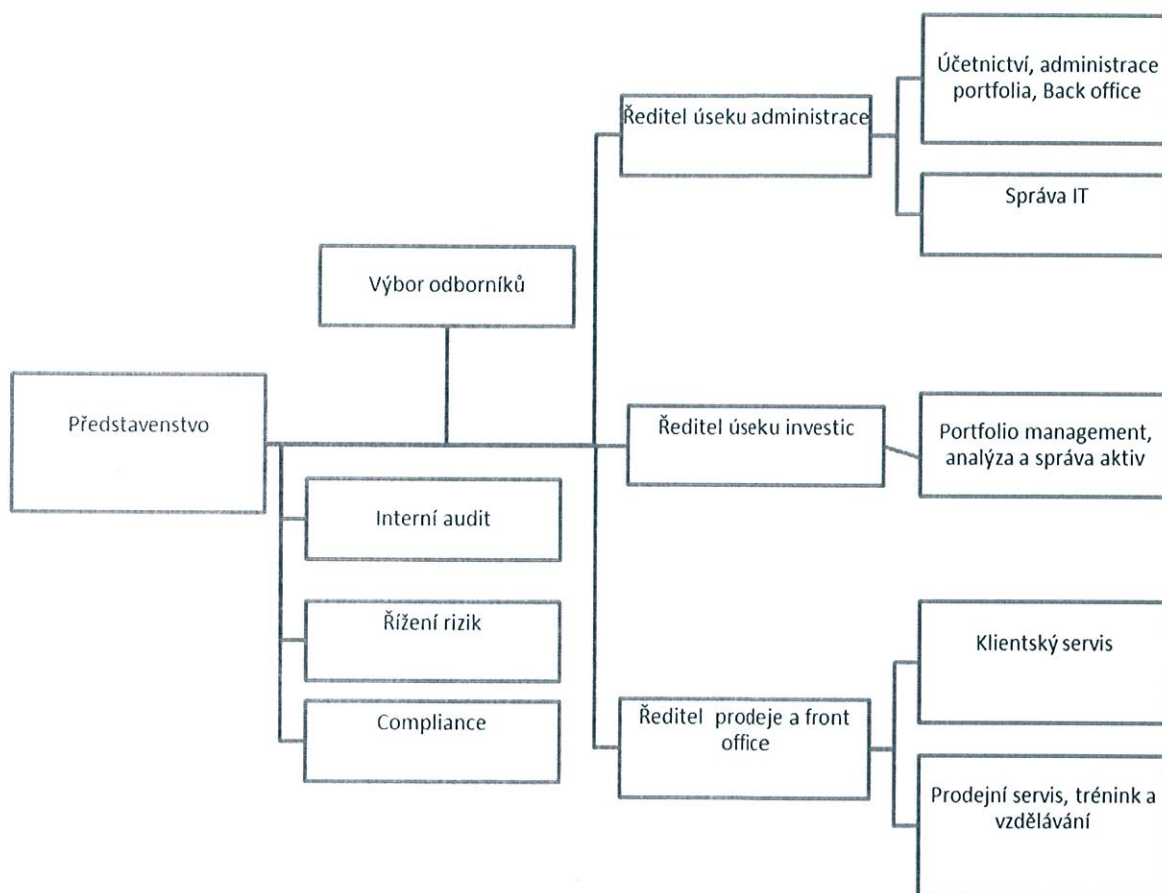 Účetnictví, administrace
portfolia, Back office
Ředitel úseku administrace
Správa IT
Výbor odborníků
Představenstvo
Ředitel úseku investic
Portfolio management,
analýza a správa aktiv
Interní audit
Řížení rizik
Klientský servis
Compliance
Ředitel prodeje a front
office
Prodejní servis, trénink a
vzdělávání